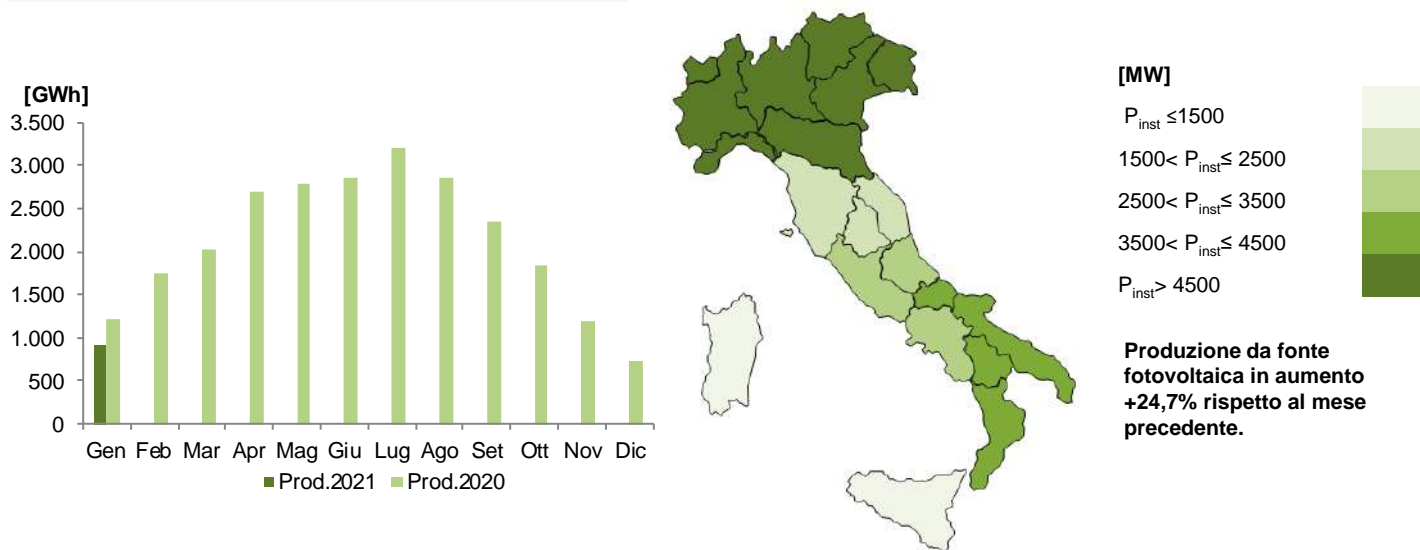 [GWh]
3.500
3.000
2.500
2.000
1.500
1.000
500
0
Gen Feb Mar Apr Mag Giu Lug Ago Set Ott Nov Dic
Prod.2021 Prod.2020
[MW]
Pinst ≤1500
1500< Pinst≤ 2500
2500< Pinst≤ 3500
3500< Pinst≤ 4500
Pinst> 4500
Produzione da fonte
fotovoltaica in aumento
+24,7% rispetto al mese
precedente.